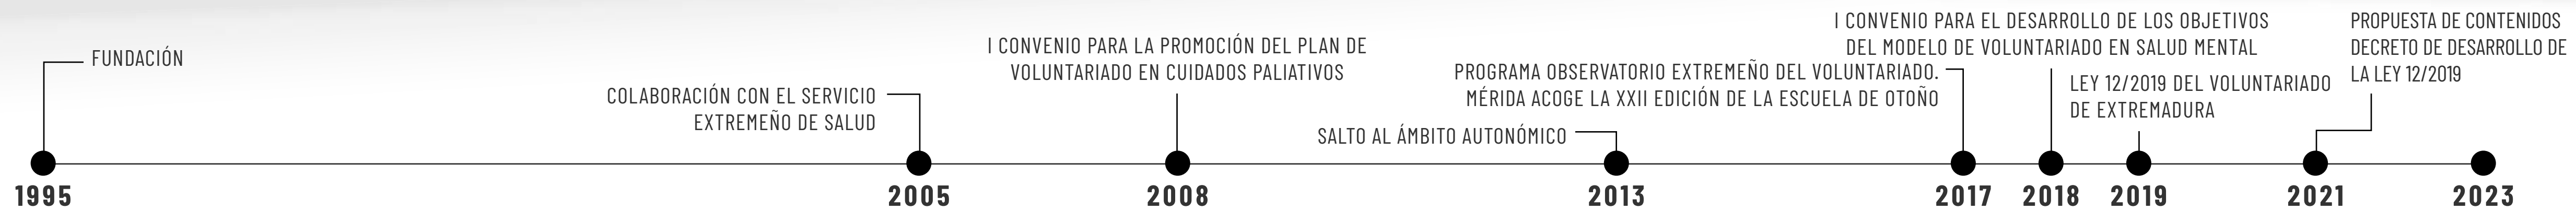 FUNDACIÓN
COLABORACIÓN CON EL SERVICIO
EXTREMEÑO DE SALUD
I CONVENIO PARA LA PROMOCIÓN DEL PLAN DE
VOLUNTARIADO EN CUIDADOS PALIATIVOS
SALTO AL ÁMBITO AUTONÓMICO
PROGRAMA OBSERVATORIO EXTREMEÑO DEL VOLUNTARIADO.
MÉRIDA ACOGE LA XXII EDICIÓN DE LA ESCUELA DE OTOÑO
I CONVENIO PARA EL DESARROLLO DE LOS OBJETIVOS
DEL MODELO DE VOLUNTARIADO EN SALUD MENTAL
LEY 12/2019 DEL VOLUNTARIADO
DE EXTREMADURA
PROPUESTA DE CONTENIDOS
DECRETO DE DESARROLLO DE
LA LEY 12/2019
1995
2005
2008
2013
2017
2018
2019
2021
2023